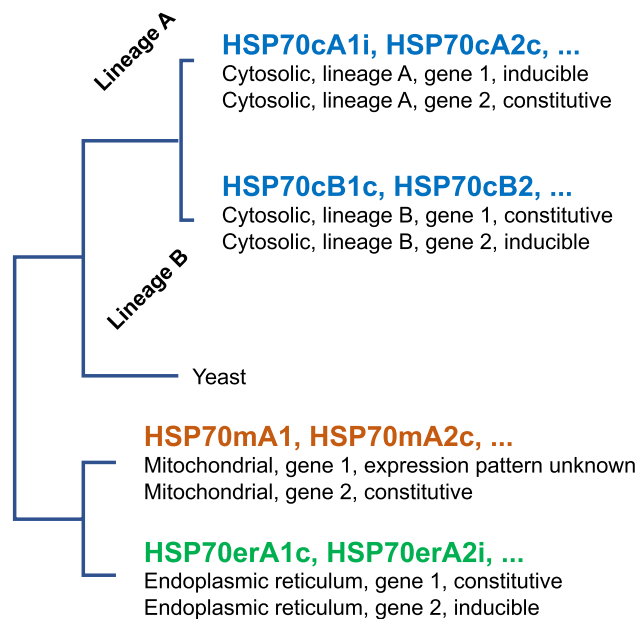 Lineage A
HSP70cA1i, HSP70cA2c, ...
Cytosolic, lineage A, gene 1, inducible
Cytosolic, lineage A, gene 2, constitutive
HSP70cB1c, HSP70cB2, ...
Cytosolic, lineage B, gene 1, constitutive
Cytosolic, lineage B, gene 2, inducible
Lineage B
Yeast
HSP70mA1, HSP70mA2c, ...
Mitochondrial, gene 1, expression pattern unknown
Mitochondrial, gene 2, constitutive
HSP70erA1c, HSP70erA2i, ...
Endoplasmic reticulum, gene 1, constitutive
Endoplasmic reticulum, gene 2, inducible